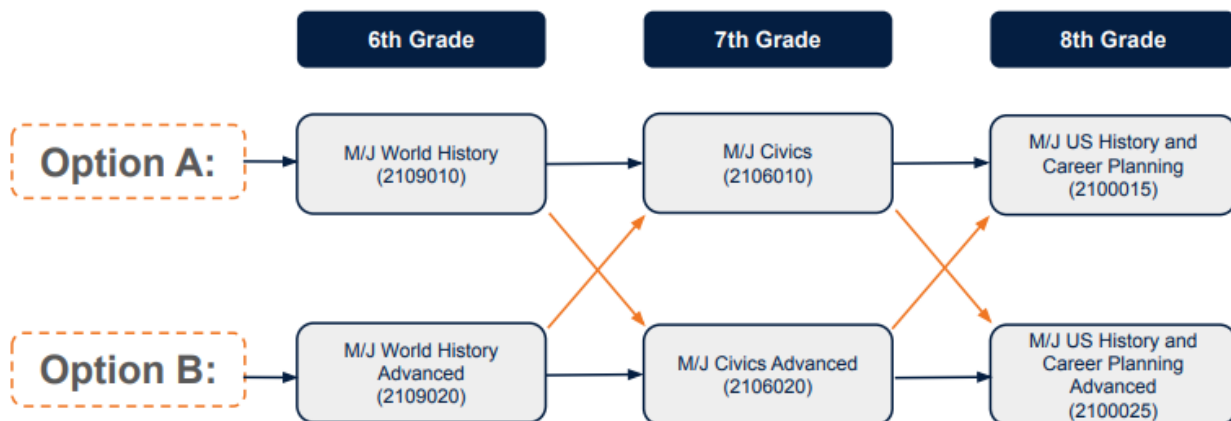 6th Grade
7th Grade
8th Grade
Option A:
M/J World History
(2109010)
M/J Civics
(2106010)
M/J US History and
Career Planning
(2100015)
Option B:
M/J World History
Advanced
(2109020)
M/J Civics Advanced
(2106020)
M/J US History and
Career Planning
Advanced
(2100025)